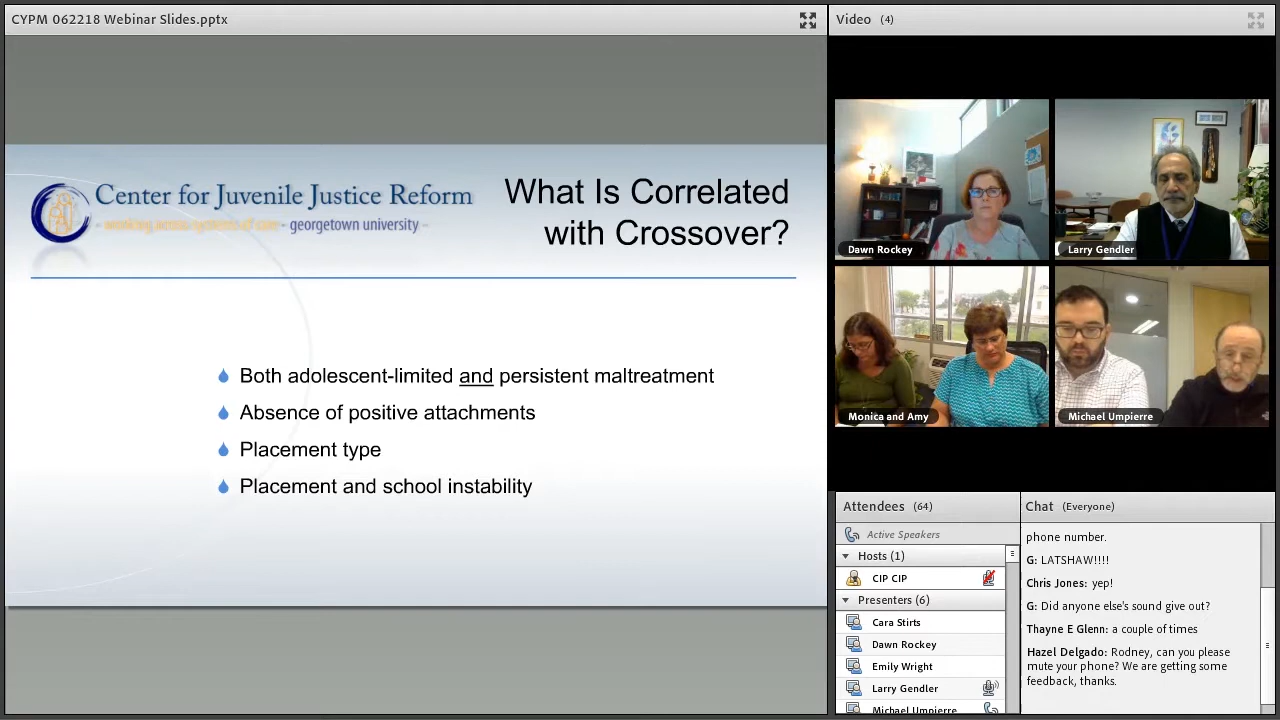 CYPM 062218 Webinar Slides.pptx
Center for Juvenile Justice Reform
- working across systems of care - georgetown university -
What Is Correlated
with Crossover?
Both adolescent-limited and persistent maltreatment
Absence of positive attachments
Placement type
Placement and school instability
Video (4)
Dawn Rockey
Larry Gendler
Monica and Amy
Michael Umpierre
Attendees (64)
Active Speakers
Hosts (1)
CIP CIP
Presenters (6)
Cara Stirts
Dawn Rockey
Emily Wright
Larry Gendler
Michael Umpierre
Chat (Everyone)
phone number.
G: LATSHAW!!!!
Chris Jones: yep!
G: Did anyone else's sound give out?
Thayne E Glenn: a couple of times
Hazel Delgado: Rodney, can you please
mute your phone? We are getting some
feedback, thanks.